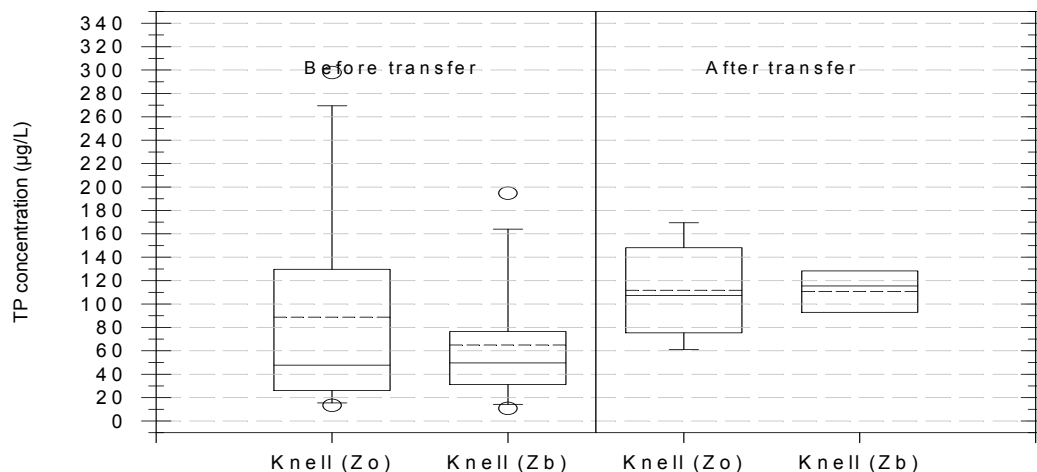 340
320
300
280
260
240
220
200
180
160
140
120
100
80
60
40
20
0
TP concentration (µg/L)
Before transfer
After transfer
Knell (Zo)
Knell (Zb)
Knell (Zo)
Knell (Zb)